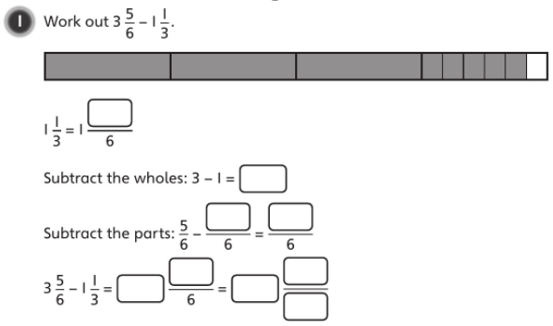 1 Work out 3 5/6 – 1 1/3.
1 1/3 = 1 □/6
Subtract the wholes: 3 – 1 = □
Subtract the parts: 5/6 – □/6 = □/6
3 5/6 – 1 1/3 = □ □/6 = □ □/□